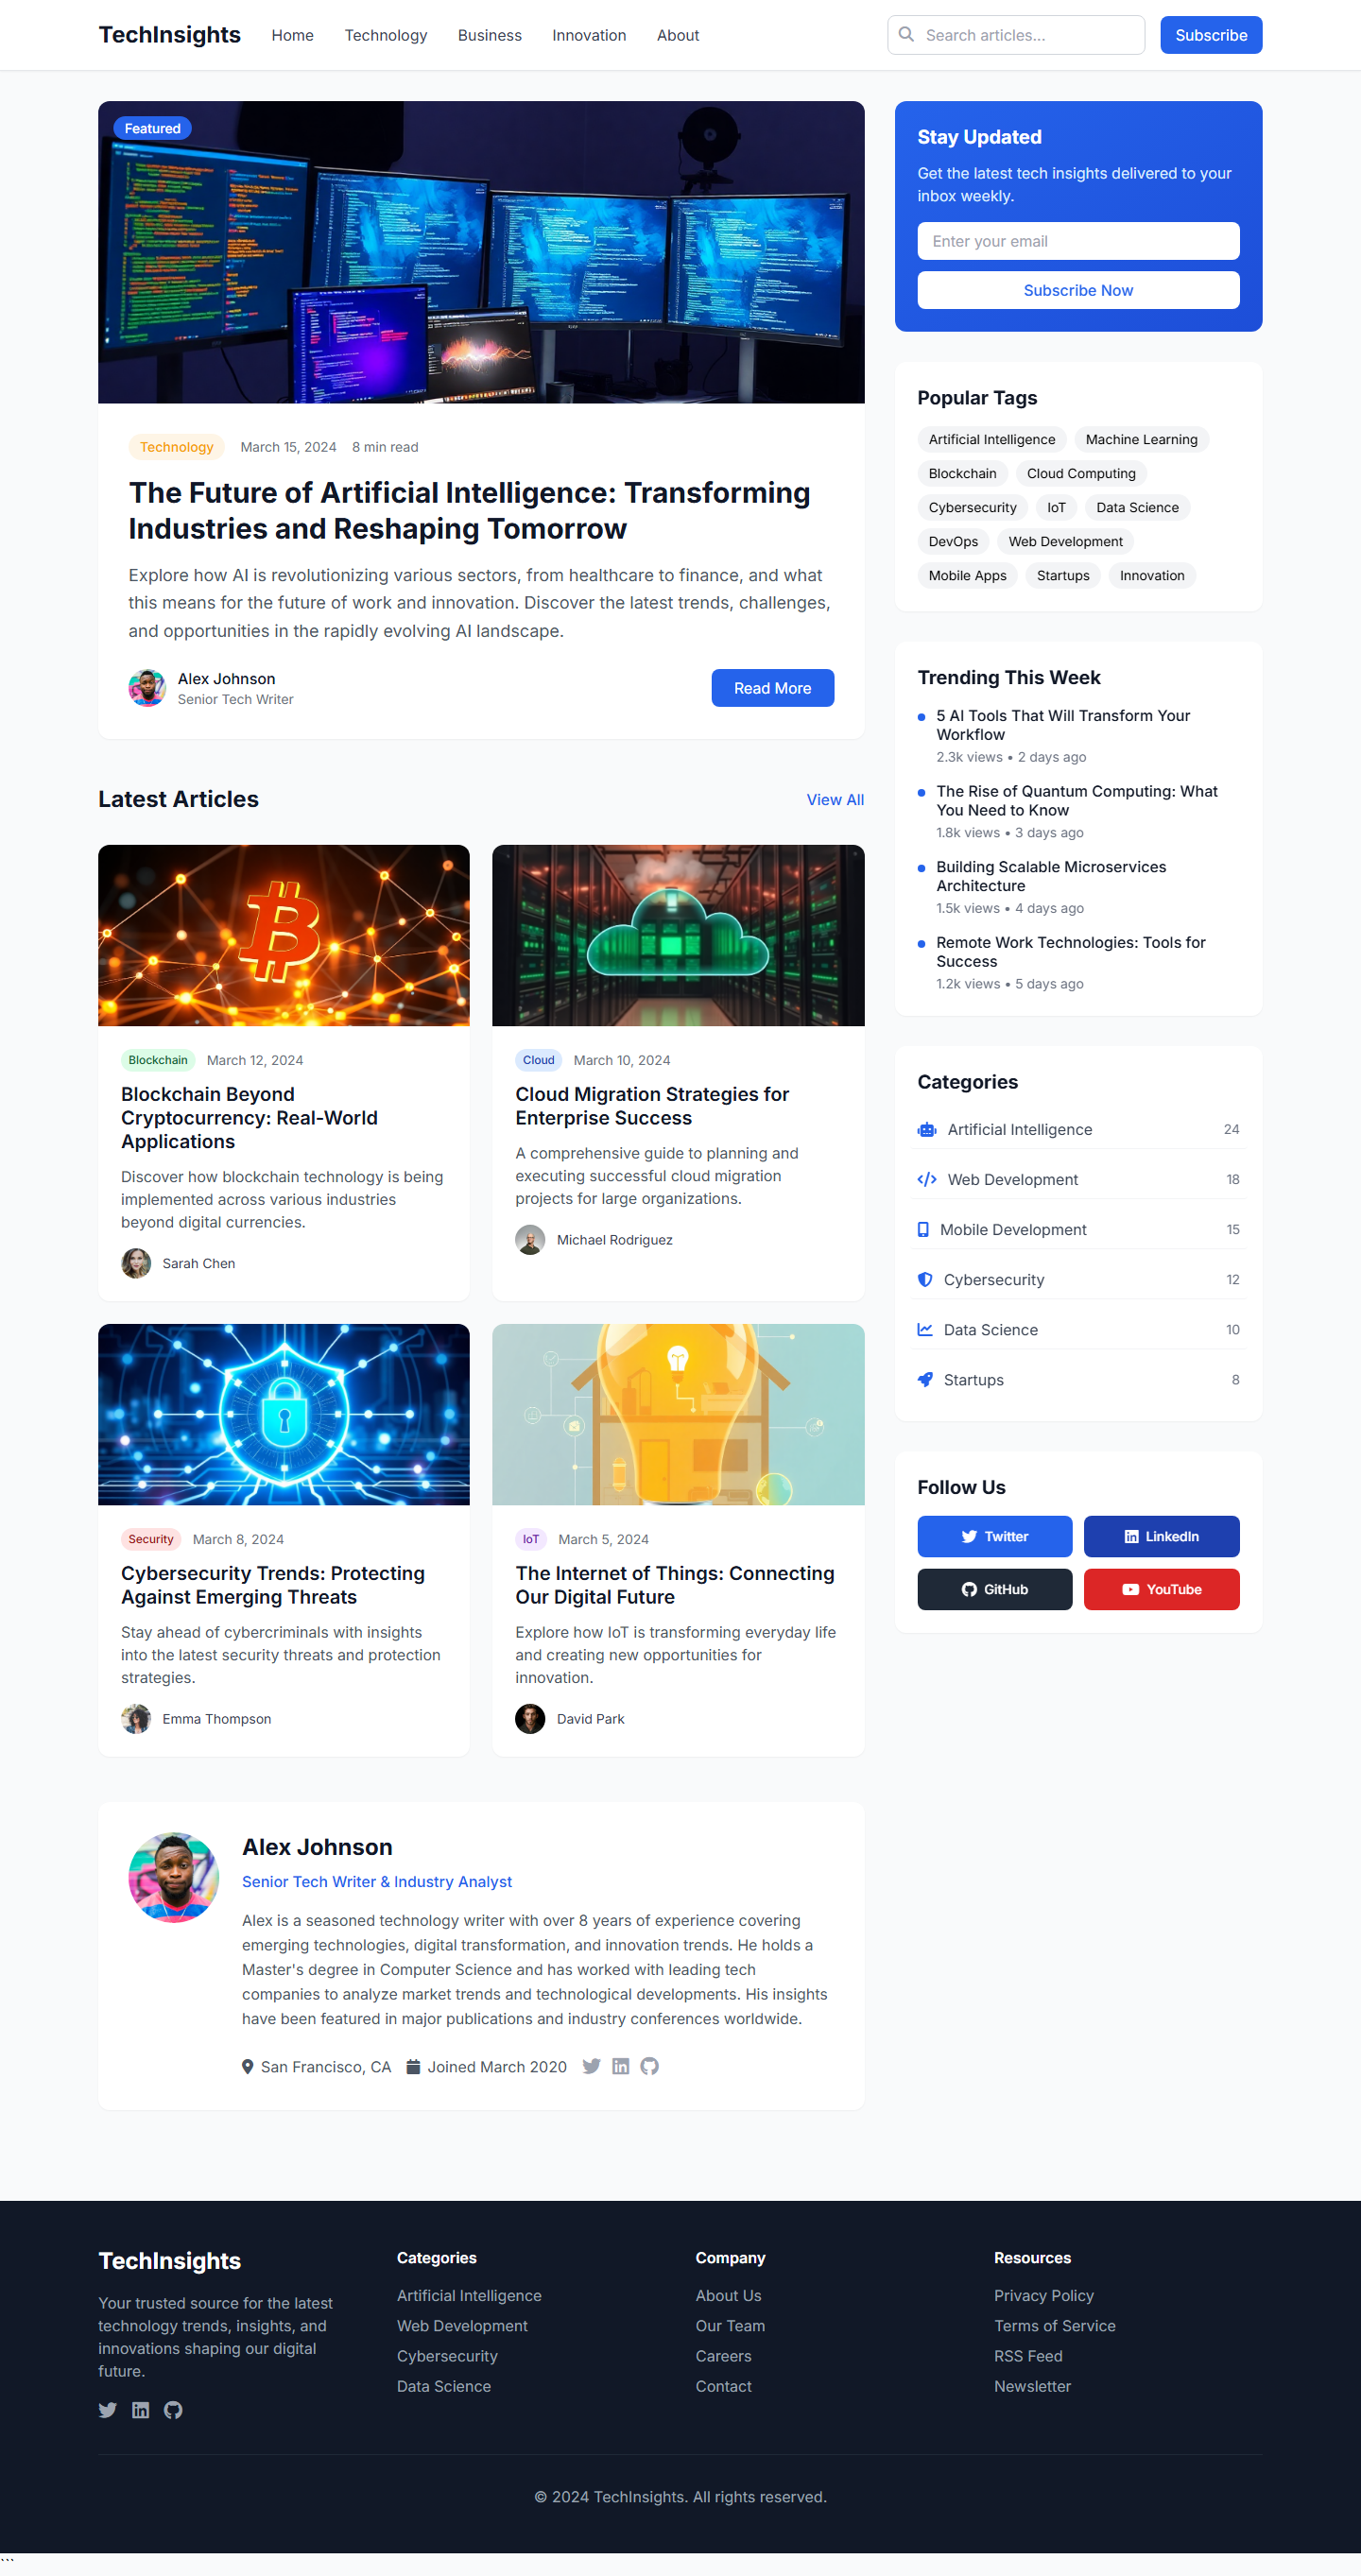 TechInsights
Home
Technology
Business
Innovation
About
Search articles...
Subscribe
Featured
Technology
March 15, 2024
8 min read
The Future of Artificial Intelligence: Transforming
Industries and Reshaping Tomorrow
Explore how AI is revolutionizing various sectors, from healthcare to finance, and what
this means for the future of work and innovation. Discover the latest trends, challenges,
and opportunities in the rapidly evolving AI landscape.
Alex Johnson
Senior Tech Writer
Read More
Latest Articles
View All
Blockchain
March 12, 2024
Blockchain Beyond
Cryptocurrency: Real-World
Applications
Discover how blockchain technology is being
implemented across various industries
beyond digital currencies.
Sarah Chen
Cloud
March 10, 2024
Cloud Migration Strategies for
Enterprise Success
A comprehensive guide to planning and
executing successful cloud migration
projects for large organizations.
Michael Rodriguez
Security
March 8, 2024
Cybersecurity Trends: Protecting
Against Emerging Threats
Stay ahead of cybercriminals with insights
into the latest security threats and protection
strategies.
Emma Thompson
IoT
March 5, 2024
The Internet of Things: Connecting
Our Digital Future
Explore how IoT is transforming everyday life
and creating new opportunities for
innovation.
David Park
Alex Johnson
Senior Tech Writer & Industry Analyst
Alex is a seasoned technology writer with over 8 years of experience covering
emerging technologies, digital transformation, and innovation trends. He holds a
Master's degree in Computer Science and has worked with leading tech
companies to analyze market trends and technological developments. His insights
have been featured in major publications and industry conferences worldwide.
San Francisco, CA
Joined March 2020
Stay Updated
Get the latest tech insights delivered to your
inbox weekly.
Enter your email
Subscribe Now
Popular Tags
Artificial Intelligence
Machine Learning
Blockchain
Cloud Computing
Cybersecurity
IoT
Data Science
DevOps
Web Development
Mobile Apps
Startups
Innovation
Trending This Week
5 AI Tools That Will Transform Your
Workflow
2.3k views • 2 days ago
The Rise of Quantum Computing: What
You Need to Know
1.8k views • 3 days ago
Building Scalable Microservices
Architecture
1.5k views • 4 days ago
Remote Work Technologies: Tools for
Success
1.2k views • 5 days ago
Categories
Artificial Intelligence 24
Web Development 18
Mobile Development 15
Cybersecurity 12
Data Science 10
Startups 8
Follow Us
Twitter
LinkedIn
GitHub
YouTube
TechInsights
Your trusted source for the latest
technology trends, insights, and
innovations shaping our digital
future.
Categories
Artificial Intelligence
Web Development
Cybersecurity
Data Science
Company
About Us
Our Team
Careers
Contact
Resources
Privacy Policy
Terms of Service
RSS Feed
Newsletter
© 2024 TechInsights. All rights reserved.
```